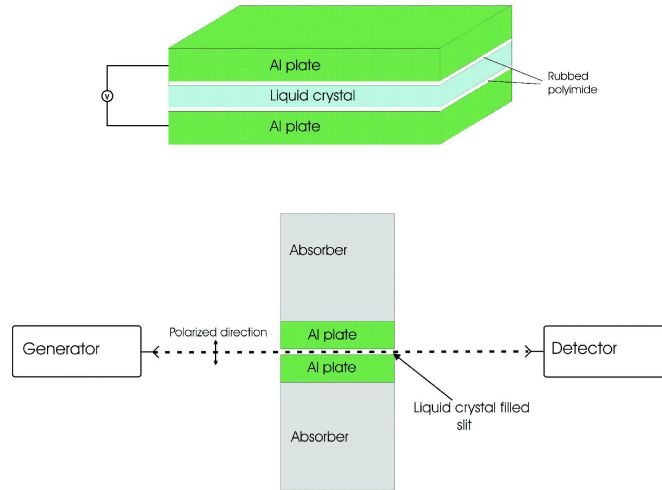 Al plate
Liquid crystal
Al plate
Rubbed
polyimide
V
Absorber
Polarized direction
Generator
Al plate
Al plate
Detector
Liquid crystal filled
slit
Absorber